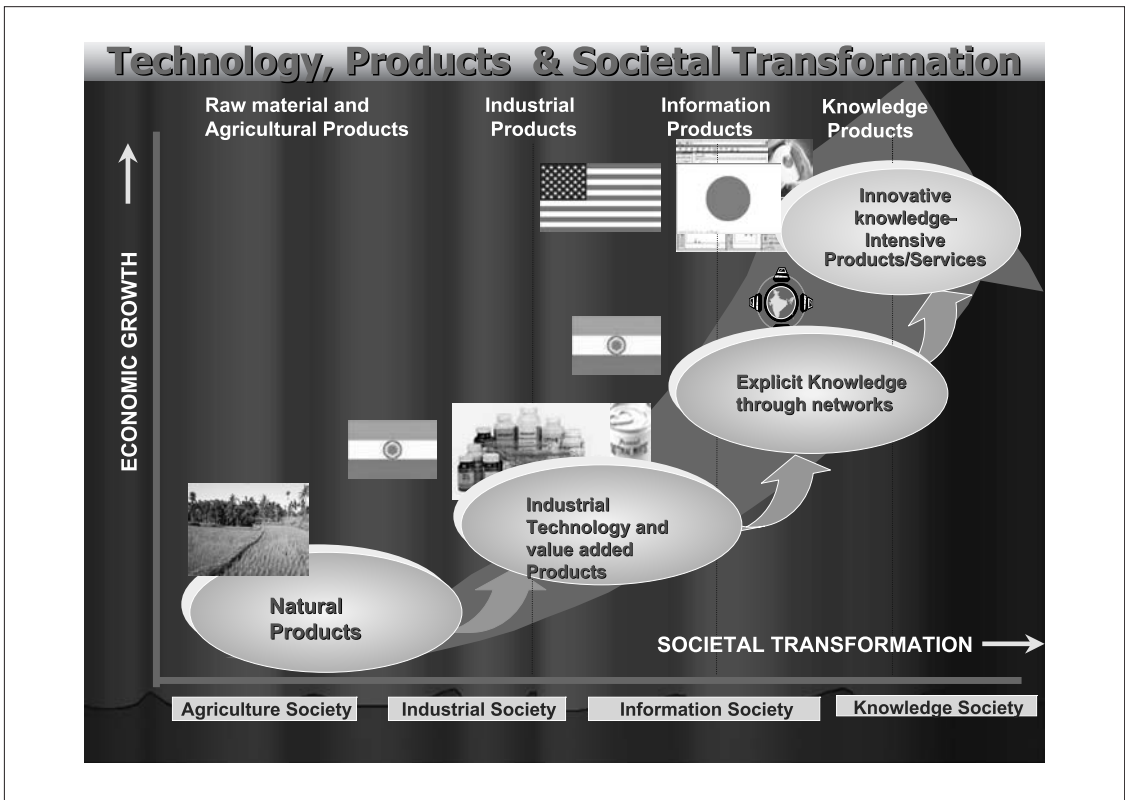 Technology, Products & Societal Transformation
Raw material and
Agricultural Products
Industrial
Products
Information
Products
Knowledge
Products
ECONOMIC GROWTH
Innovative
knowledge–
Intensive
Products/Services
Explicit Knowledge
through networks
Industrial
Technology and
value added
Products
Natural
Products
SOCIETAL TRANSFORMATION
Agriculture Society
Industrial Society
Information Society
Knowledge Society